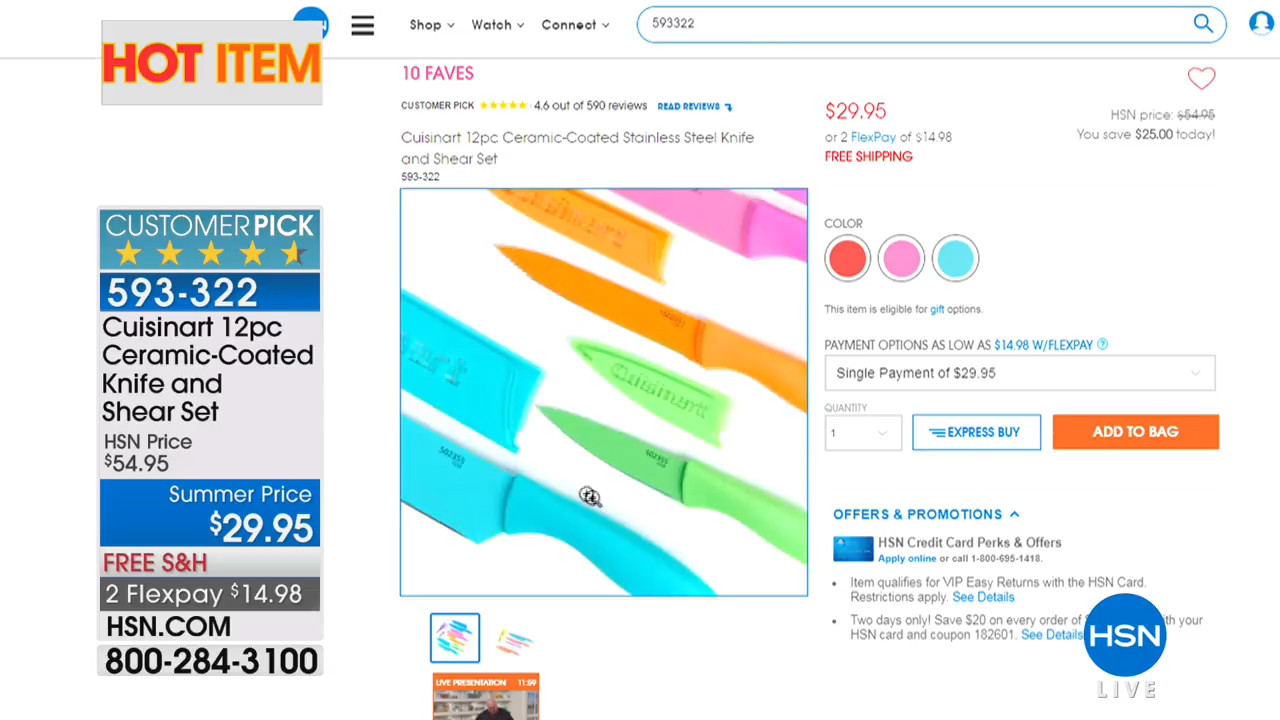 HOT ITEM
Shop
Watch
Connect
593322
10 FAVES
CUSTOMER PICK
4.6 out of 590 reviews
READ REVIEWS
Cuisinart 12pc Ceramic-Coated Stainless Steel Knife
and Shear Set
593-322
$29.95
or 2 FlexPay of $14.98
FREE SHIPPING
HSN price: $54.95
You save $25.00 today!
COLOR
This item is eligible for gift options.
PAYMENT OPTIONS AS LOW AS $14.98 W/FLEXPAY ?
Single Payment of $29.95
QUANTITY
1
EXPRESS BUY
ADD TO BAG
OFFERS & PROMOTIONS
HSN Credit Card Perks & Offers
Apply online or call 1-800-695-1418.
Item qualifies for VIP Easy Returns with the HSN Card.
Restrictions apply. See Details
Two days only! Save $20 on every order of
with your
HSN card and coupon 182601. See Details
Cuisinart
LIVE PRESENTATION 11:59
CUSTOMER PICK
593-322
Cuisinart 12pc
Ceramic-Coated
Knife and
Shear Set
HSN Price
$54.95
Summer Price
$29.95
FREE S&H
2 Flexpay $14.98
HSN.COM
800-284-3100
HSN
LIVE